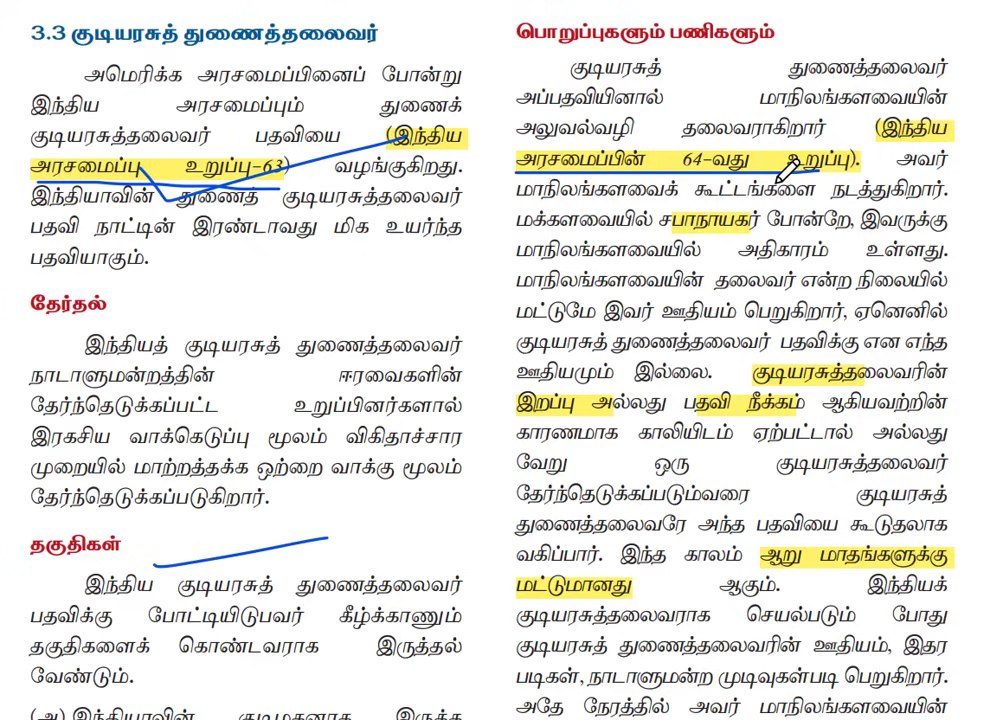 3.3 குடியரசுத் துணைத்தலைவர்
அமெரிக்க அரசமைப்பினைப் போன்று
இந்திய அரசமைப்பும் துணைக்
குடியரசுத்தலைவர் பதவியை (இந்திய
அரசமைப்பு உறுப்பு-63) வழங்குகிறது.
இந்தியாவின் துணைத் குடியரசுத்தலைவர்
பதவி நாட்டின் இரண்டாவது மிக உயர்ந்த
பதவியாகும்.
தேர்தல்
இந்தியத் குடியரசுத் துணைத்தலைவர்
நாடாளுமன்றத்தின் ஈரவைகளின்
தேர்ந்தெடுக்கப்பட்ட உறுப்பினர்களால்
இரகசிய வாக்கெடுப்பு மூலம் விகிதாச்சார
முறையில் மாற்றத்தக்க ஒற்றை வாக்கு மூலம்
தேர்ந்தெடுக்கப்படுகிறார்.
தகுதிகள்
இந்திய குடியரசுத் துணைத்தலைவர்
பதவிக்கு போட்டியிடுபவர் கீழ்க்காணும்
தகுதிகளைக் கொண்டவராக இருத்தல்
வேண்டும்.
(அ) இந்தியாவின் குடிமகனாக இருக்க
பொறுப்புகளும் பணிகளும்
குடியரசுத் துணைத்தலைவர்
அப்பதவியினால் மாநிலங்களவையின்
அலுவல்வழி தலைவராகிறார் (இந்திய
அரசமைப்பின் 64-வது உறுப்பு). அவர்
மாநிலங்களவைக் கூட்டங்களை நடத்துகிறார்.
மக்களவையில் சபாநாயகர் போன்றே, இவருக்கு
மாநிலங்களவையில் அதிகாரம் உள்ளது.
மாநிலங்களவையின் தலைவர் என்ற நிலையில்
மட்டுமே இவர் ஊதியம் பெறுகிறார், ஏனெனில்
குடியரசுத் துணைத்தலைவர் பதவிக்கு என எந்த
ஊதியமும் இல்லை. குடியரசுத்தலைவரின்
இறப்பு அல்லது பதவி நீக்கம் ஆகியவற்றின்
காரணமாக காலியிடம் ஏற்பட்டால் அல்லது
வேறு ஒரு குடியரசுத்தலைவர்
தேர்ந்தெடுக்கப்படும்வரை குடியரசுத்
துணைத்தலைவரே அந்த பதவியை கூடுதலாக
வகிப்பார். இந்த காலம் ஆறு மாதங்களுக்கு
மட்டுமானது ஆகும். இந்தியக்
குடியரசுத்தலைவராக செயல்படும் போது
குடியரசுத் துணைத்தலைவரின் ஊதியம், இதர
படிகள், நாடாளுமன்ற முடிவுகள்படி பெறுகிறார்.
அதே நேரத்தில் அவர் மாநிலங்களவையின்